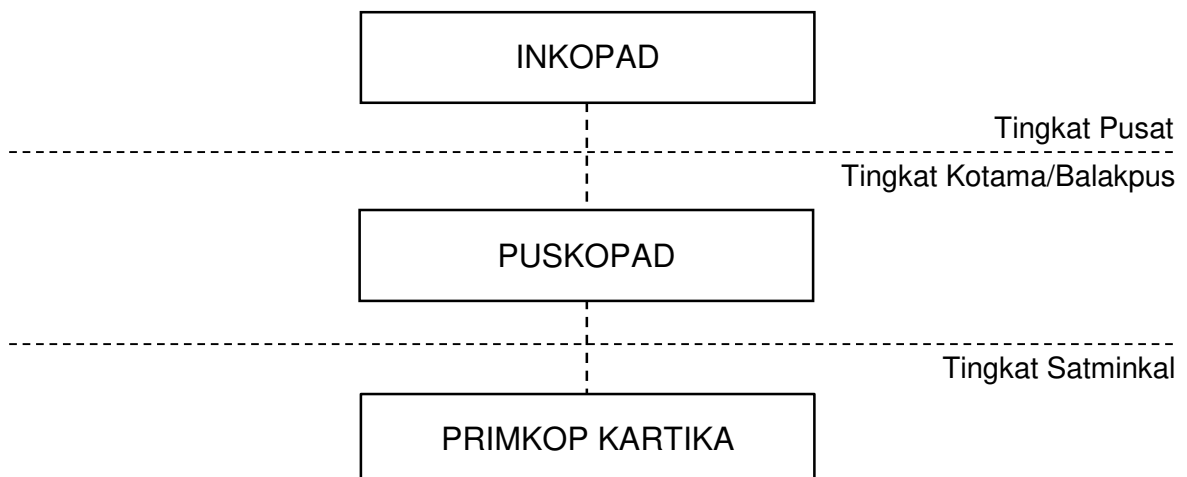 INKOPAD
Tingkat Pusat
Tingkat Kotama/Balakpus
PUSKOPAD
Tingkat Satminkal
PRIMKOP KARTIKA